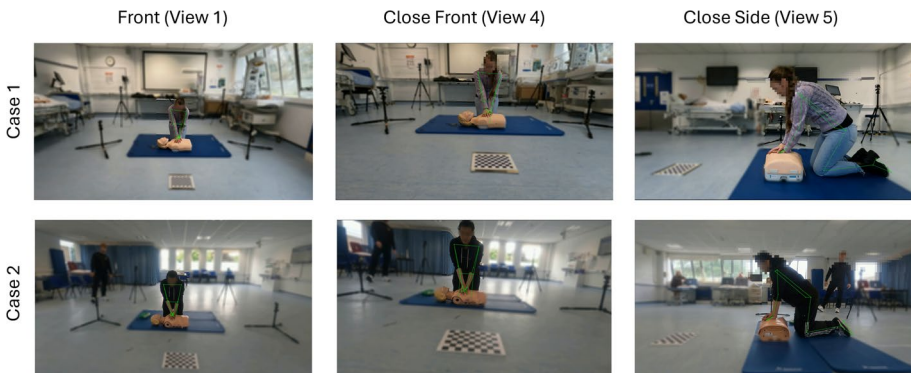 Front (View 1)
Close Front (View 4)
Close Side (View 5)
Case 1
Case 2